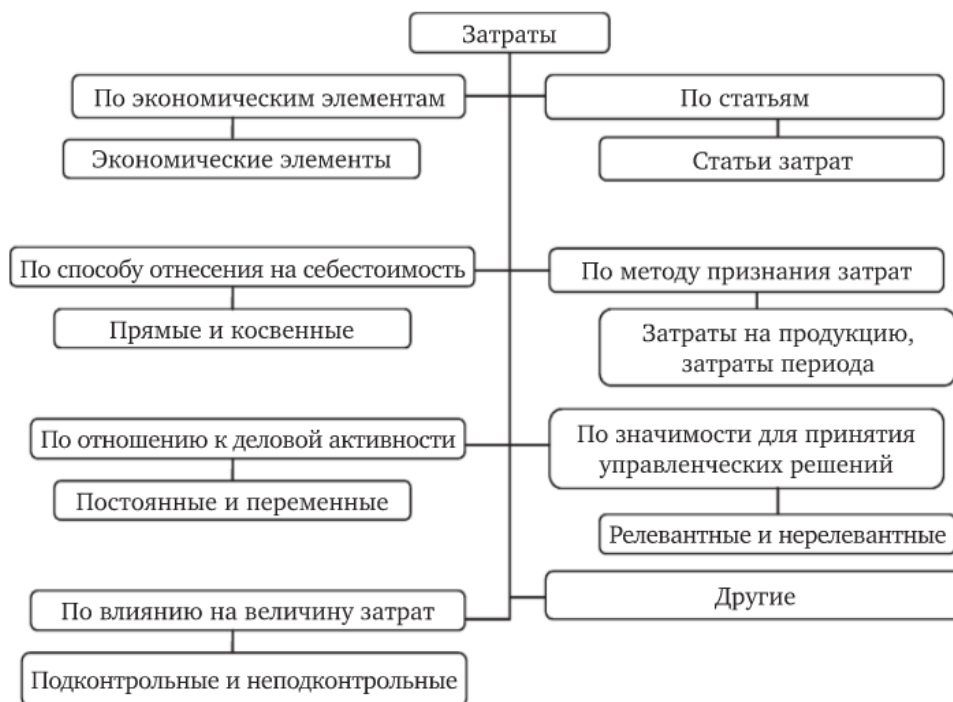 Затраты
По экономическим элементам
По статьям
Экономические элементы
Статьи затрат
По способу отнесения на себестоимость
По методу признания затрат
Прямые и косвенные
Затраты на продукцию,
затраты периода
По отношению к деловой активности
По значимости для принятия
управленческих решений
Постоянные и переменные
Релевантные и нерелевантные
По влиянию на величину затрат
Другие
Подконтрольные и неподконтрольные